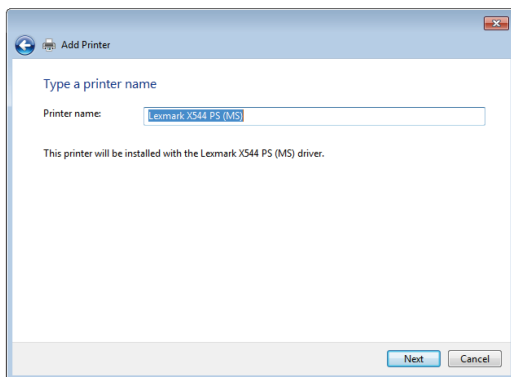 Add Printer
Type a printer name
Printer name: Lexmark X544 PS (MS)
This printer will be installed with the Lexmark X544 PS (MS) driver.
Next Cancel